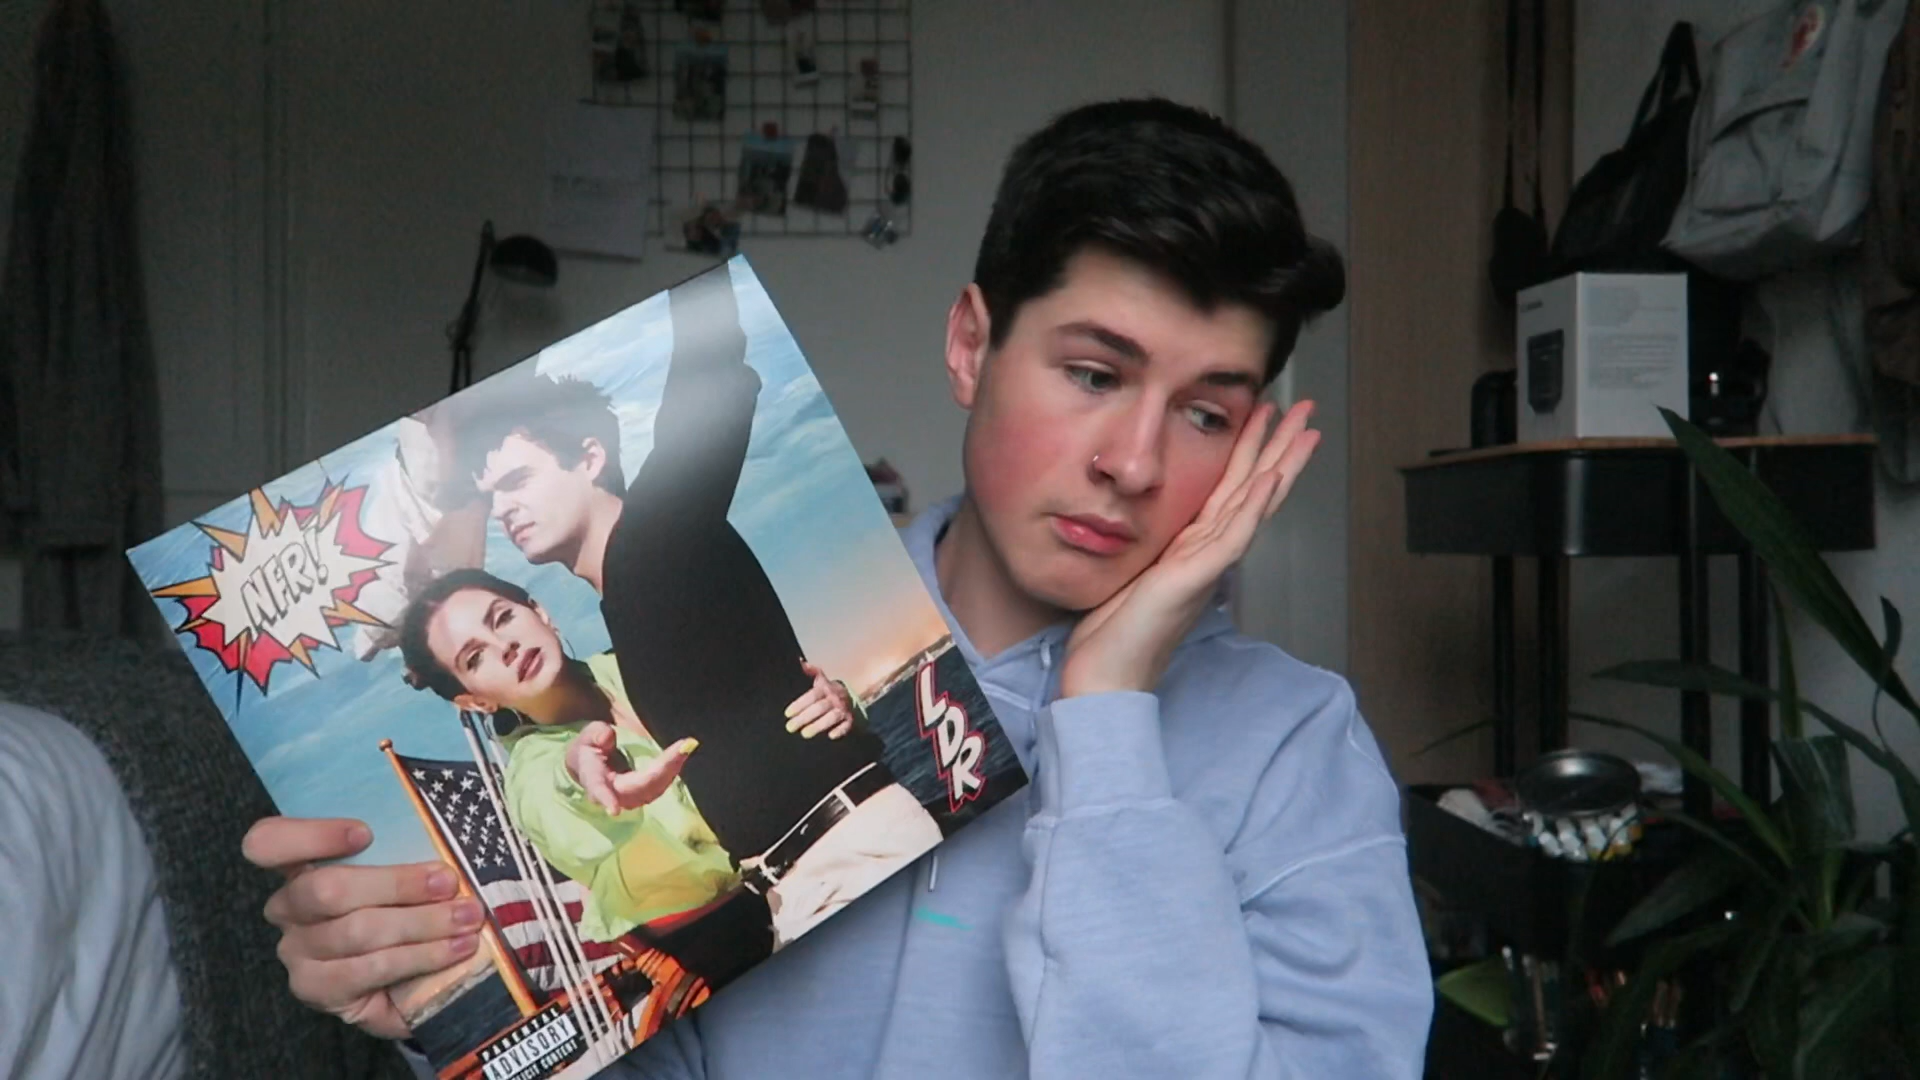 NFR!
LDR
PARENTAL
ADVISORY
EXPLICIT CONTENT